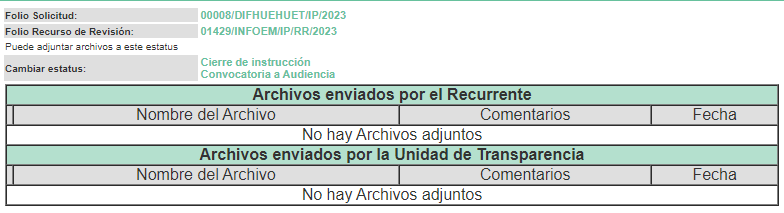 Folio Solicitud: 00008/DIFHUEHUET/IP/2023
Folio Recurso de Revisión: 01429/INFOEM/IP/RR/2023
Puede adjuntar archivos a este estatus
Cambiar estatus: Cierre de instrucción
Convocatoria a Audiencia
Archivos enviados por el Recurrente
Nombre del Archivo Comentarios Fecha
No hay Archivos adjuntos
Archivos enviados por la Unidad de Transparencia
Nombre del Archivo Comentarios Fecha
No hay Archivos adjuntos